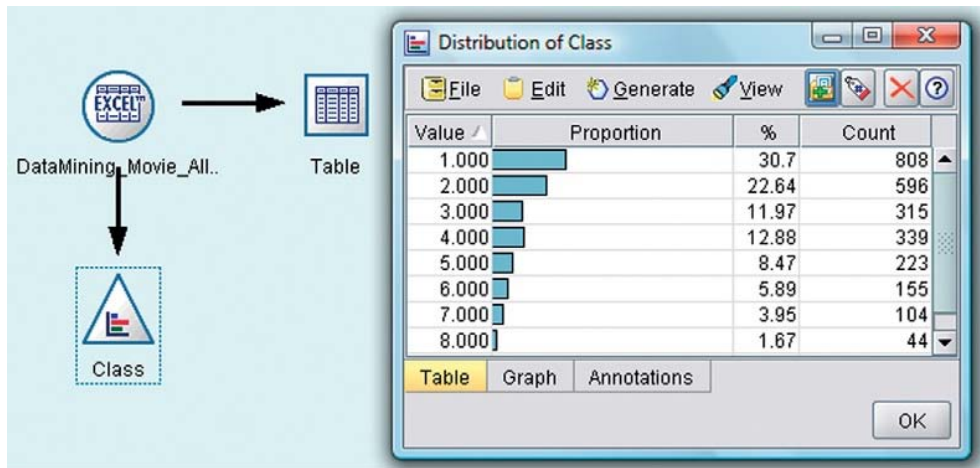 EXCEL™
DataMining_Movie_All..
Table
Class
Distribution of Class
File Edit Generate View
Value Proportion % Count
1.000 30.7 808
2.000 22.64 596
3.000 11.97 315
4.000 12.88 339
5.000 8.47 223
6.000 5.89 155
7.000 3.95 104
8.000 1.67 44
Table Graph Annotations
OK